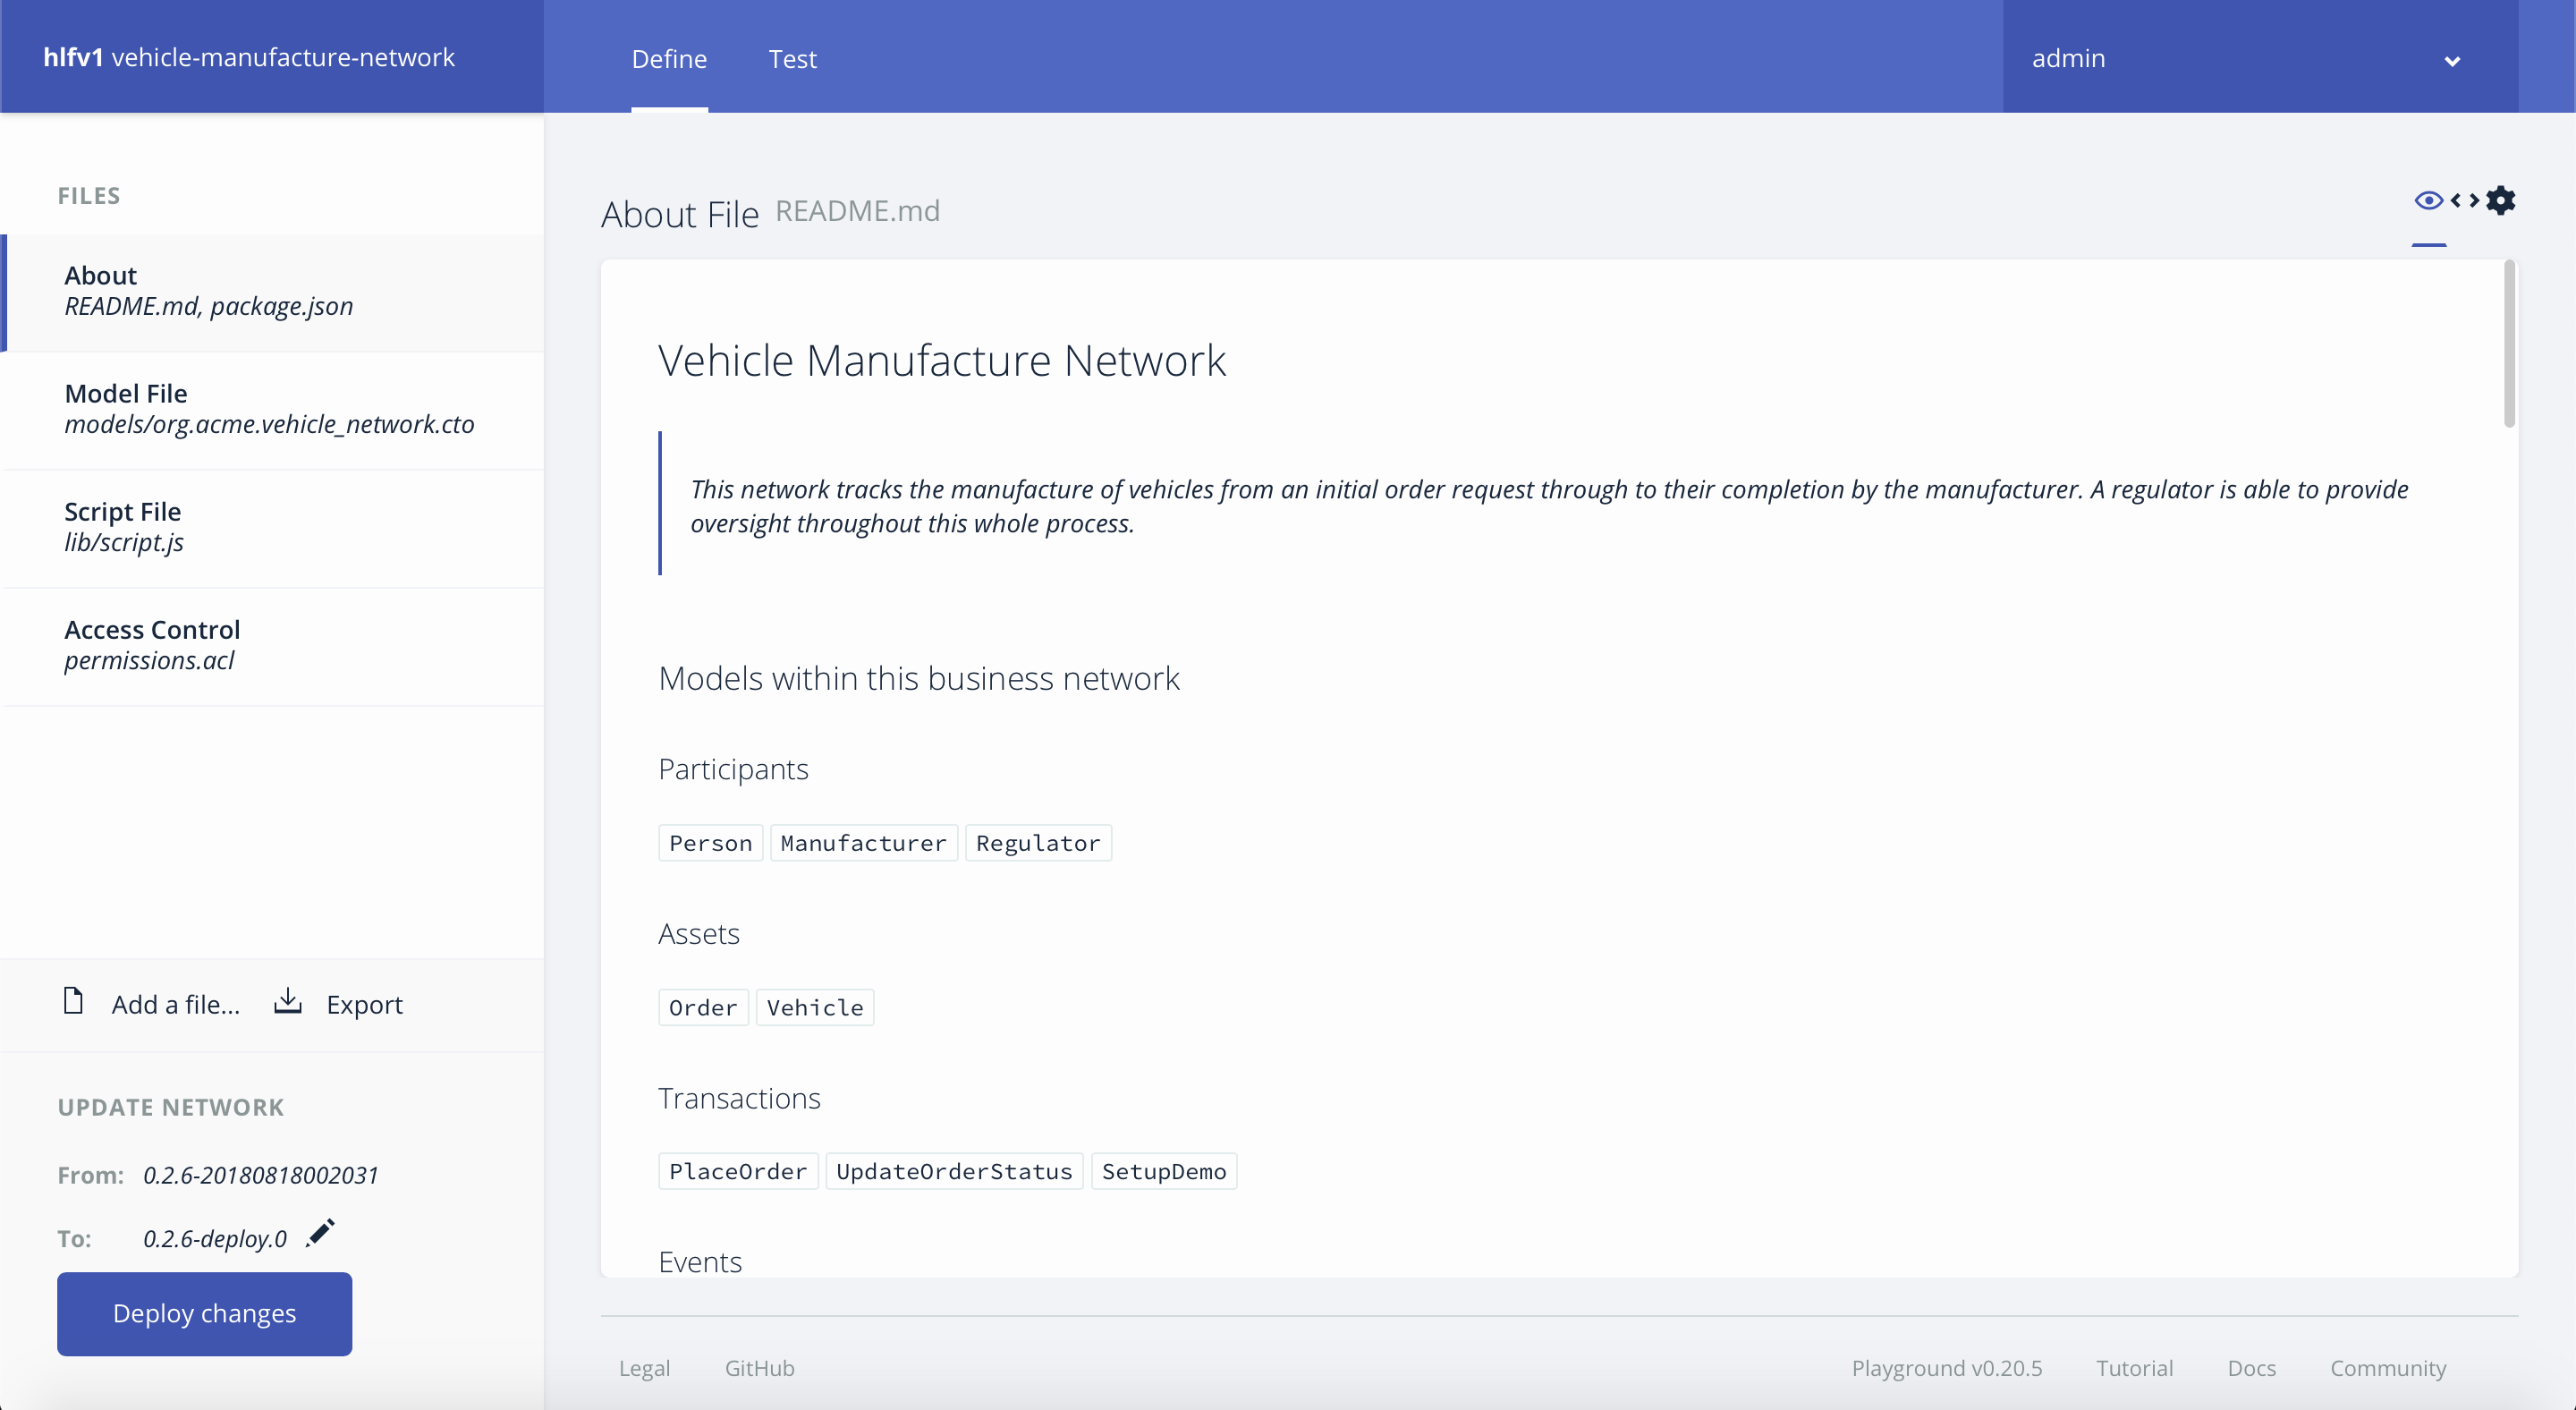 hlfv1 vehicle-manufacture-network
Define
Test
admin
FILES
About
README.md, package.json
Model File
models/org.acme.vehicle_network.cto
Script File
lib/script.js
Access Control
permissions.acl
Add a file...
Export
UPDATE NETWORK
From: 0.2.6-20180818002031
To: 0.2.6-deploy.0
Deploy changes
About File README.md
Vehicle Manufacture Network
This network tracks the manufacture of vehicles from an initial order request through to their completion by the manufacturer. A regulator is able to provide
oversight throughout this whole process.
Models within this business network
Participants
Person Manufacturer Regulator
Assets
Order Vehicle
Transactions
PlaceOrder UpdateOrderStatus SetupDemo
Events
Legal
GitHub
Playground v0.20.5
Tutorial
Docs
Community